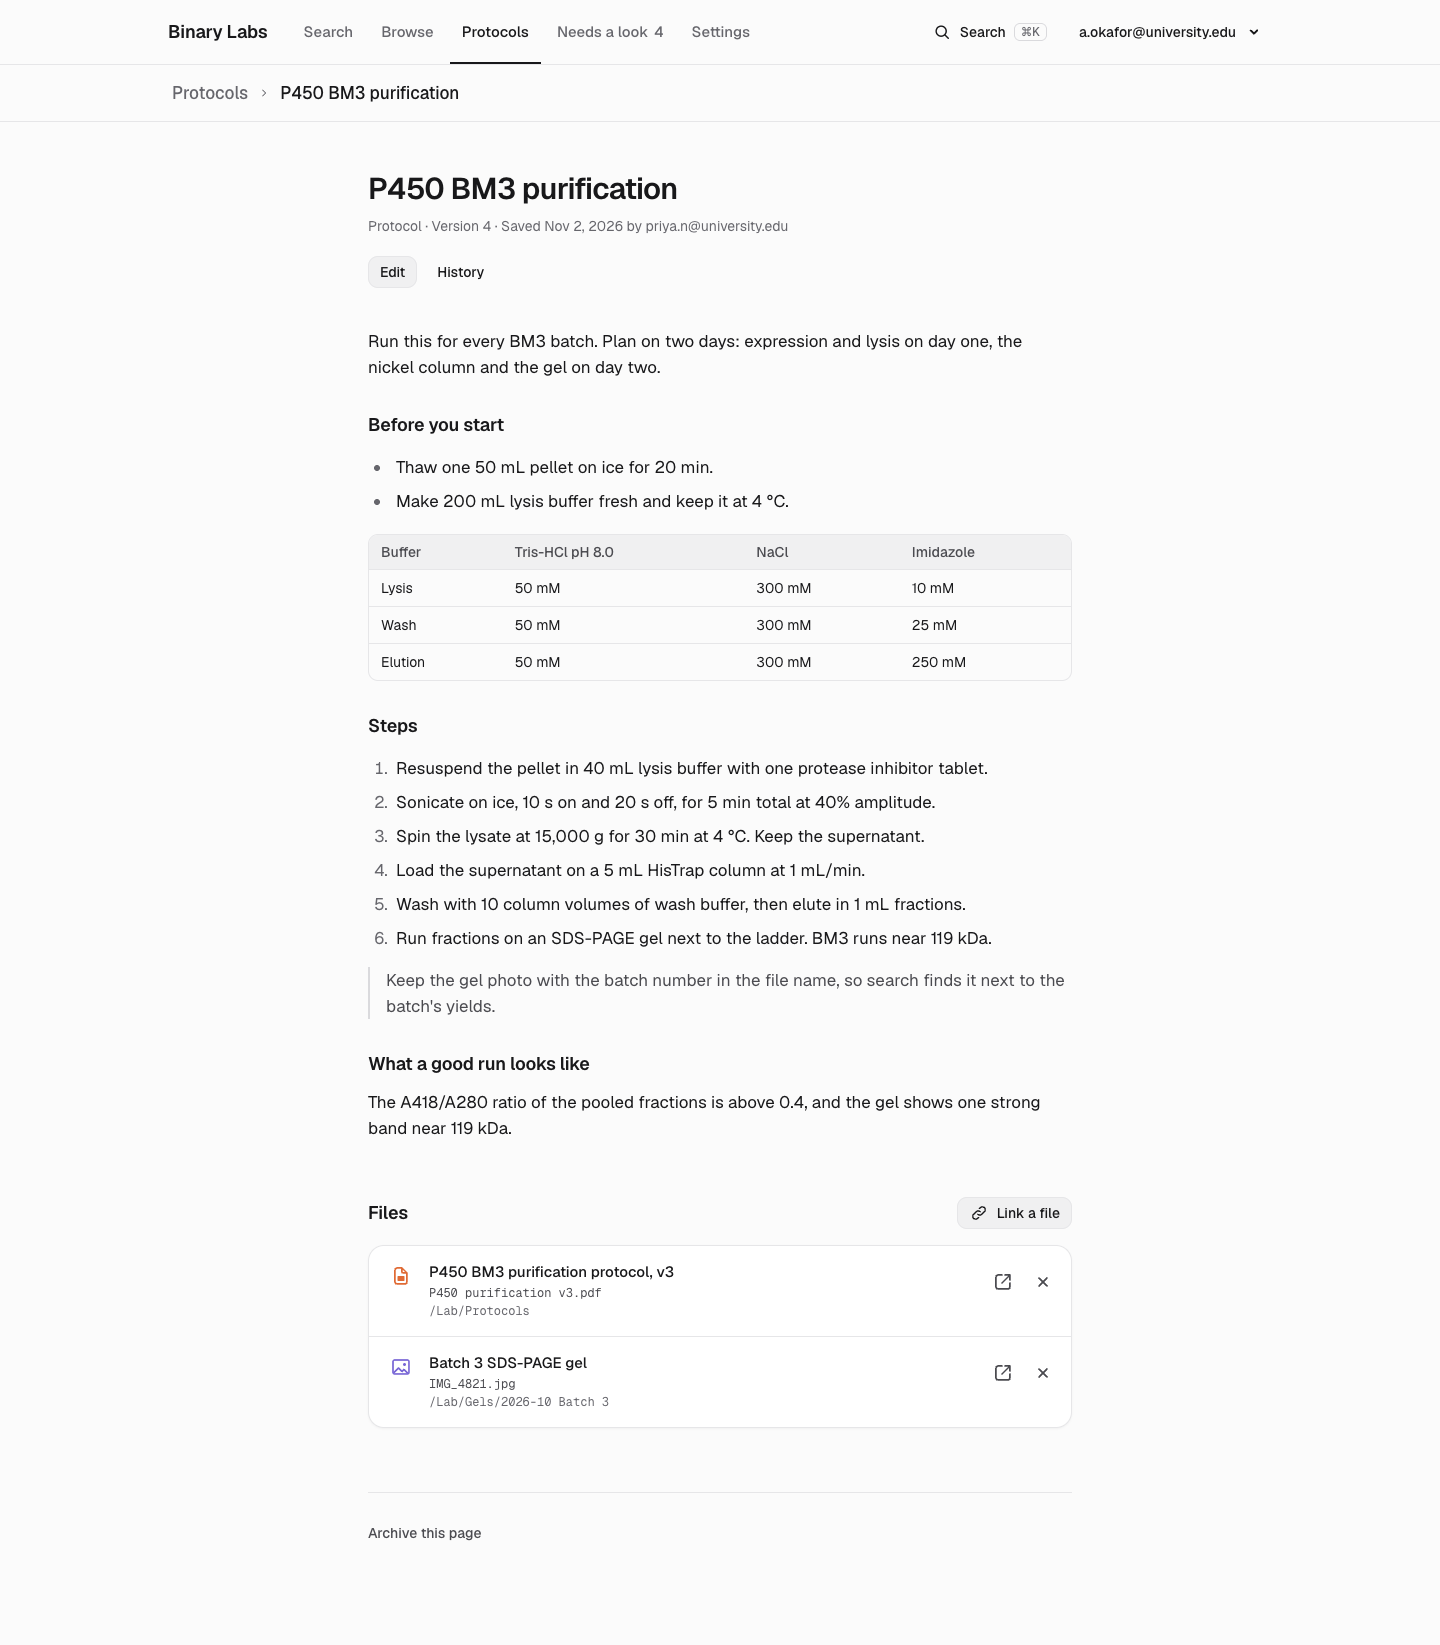 Binary Labs Search Browse Protocols Needs a look 4 Settings Search ⌘K a.okafor@university.edu
Protocols › P450 BM3 purification
P450 BM3 purification
Protocol · Version 4 · Saved Nov 2, 2026 by priya.n@university.edu
Edit History
Run this for every BM3 batch. Plan on two days: expression and lysis on day one, the
nickel column and the gel on day two.
Before you start
• Thaw one 50 mL pellet on ice for 20 min.
• Make 200 mL lysis buffer fresh and keep it at 4 °C.
Buffer Tris-HCl pH 8.0 NaCl Imidazole
Lysis 50 mM 300 mM 10 mM
Wash 50 mM 300 mM 25 mM
Elution 50 mM 300 mM 250 mM
Steps
1. Resuspend the pellet in 40 mL lysis buffer with one protease inhibitor tablet.
2. Sonicate on ice, 10 s on and 20 s off, for 5 min total at 40% amplitude.
3. Spin the lysate at 15,000 g for 30 min at 4 °C. Keep the supernatant.
4. Load the supernatant on a 5 mL HisTrap column at 1 mL/min.
5. Wash with 10 column volumes of wash buffer, then elute in 1 mL fractions.
6. Run fractions on an SDS-PAGE gel next to the ladder. BM3 runs near 119 kDa.
Keep the gel photo with the batch number in the file name, so search finds it next to the
batch's yields.
What a good run looks like
The A418/A280 ratio of the pooled fractions is above 0.4, and the gel shows one strong
band near 119 kDa.
Files Link a file
P450 BM3 purification protocol, v3
P450 purification v3.pdf
/Lab/Protocols
Batch 3 SDS-PAGE gel
IMG_4821.jpg
/Lab/Gels/2026-10 Batch 3
Archive this page